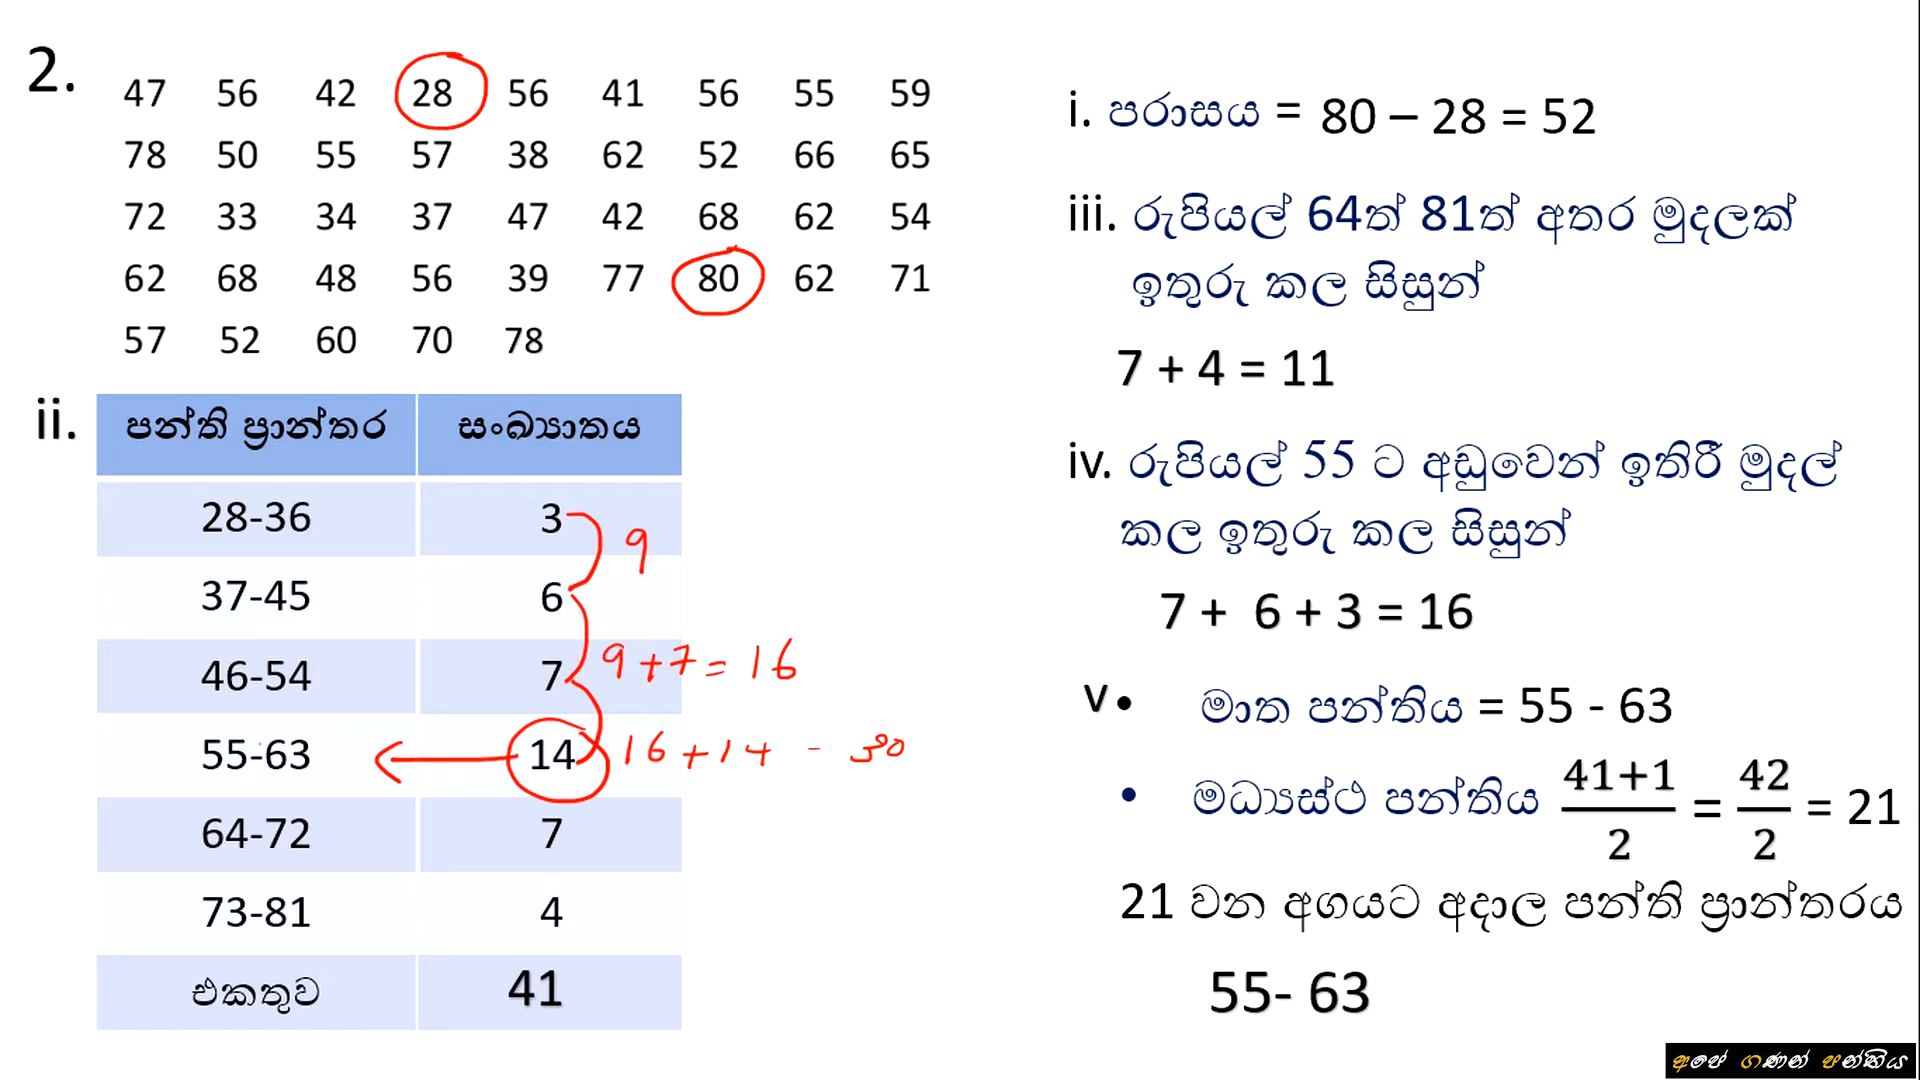 2.
47 56 42 28 56 41 56 55 59
78 50 55 57 38 62 52 66 65
72 33 34 37 47 42 68 62 54
62 68 48 56 39 77 80 62 71
57 52 60 70 78
ii.
පන්ති ප්‍රාන්තර සංඛ්‍යාතය
28-36 3
9
37-45 6
46-54 7
9+7=16
55-63 14
16+14 - 30
64-72 7
73-81 4
එකතුව 41
i. පරාසය = 80 – 28 = 52
iii. රුපියල් 64ත් 81ත් අතර මුදලක්
ඉතුරු කල සිසුන්
7 + 4 = 11
iv. රුපියල් 55 ට අඩුවෙන් ඉතිරි මුදල්
කල ඉතුරු කල සිසුන්
7 + 6 + 3 = 16
v • මාත පන්තිය = 55 - 63
• මධ්‍යස්ථ පන්තිය 41+1/2 = 42/2 = 21
21 වන අගයට අදාල පන්ති ප්‍රාන්තරය
55- 63
අපේ ගණන් පන්තිය